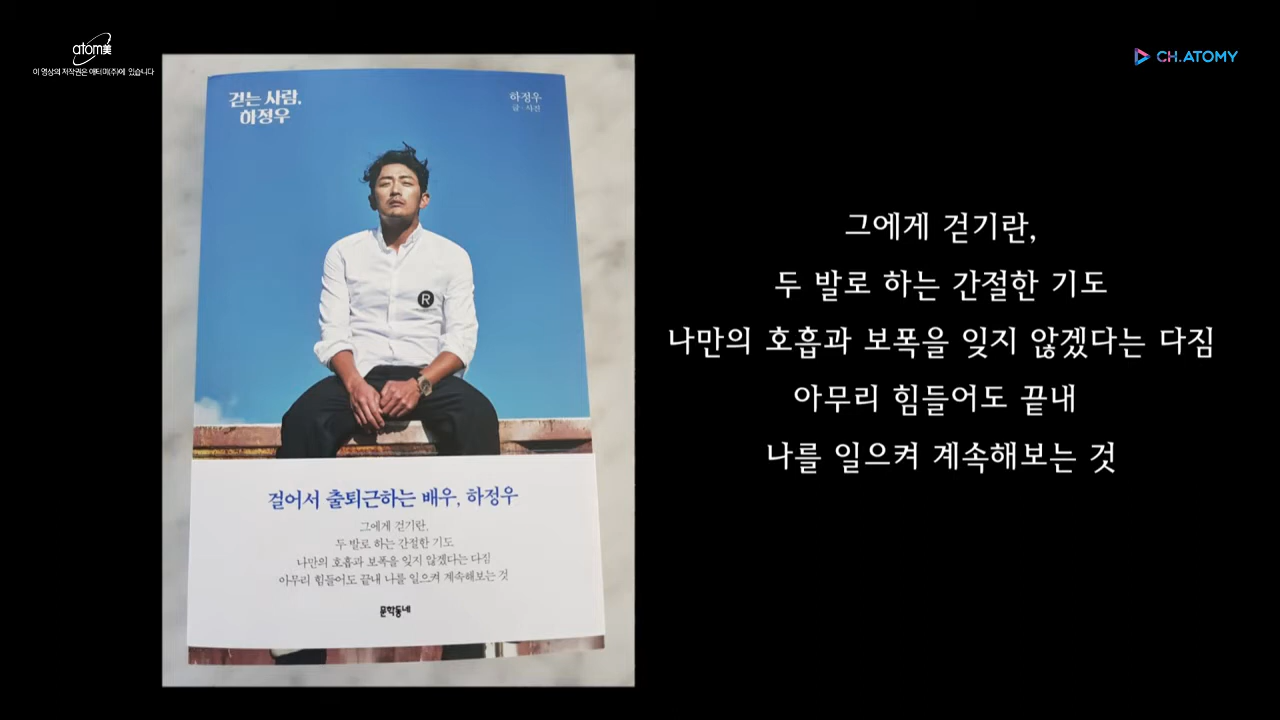 atom美
이 영상의 저작권은 애터미(주)에 있습니다
CH.ATOMY
걷는 사람,
하정우
하정우
글·사진
R
걸어서 출퇴근하는 배우, 하정우
그에게 걷기란,
두 발로 하는 간절한 기도
나만의 호흡과 보폭을 잊지 않겠다는 다짐
아무리 힘들어도 끝내 나를 일으켜 계속해보는 것
문학동네
그에게 걷기란,
두 발로 하는 간절한 기도
나만의 호흡과 보폭을 잊지 않겠다는 다짐
아무리 힘들어도 끝내
나를 일으켜 계속해보는 것